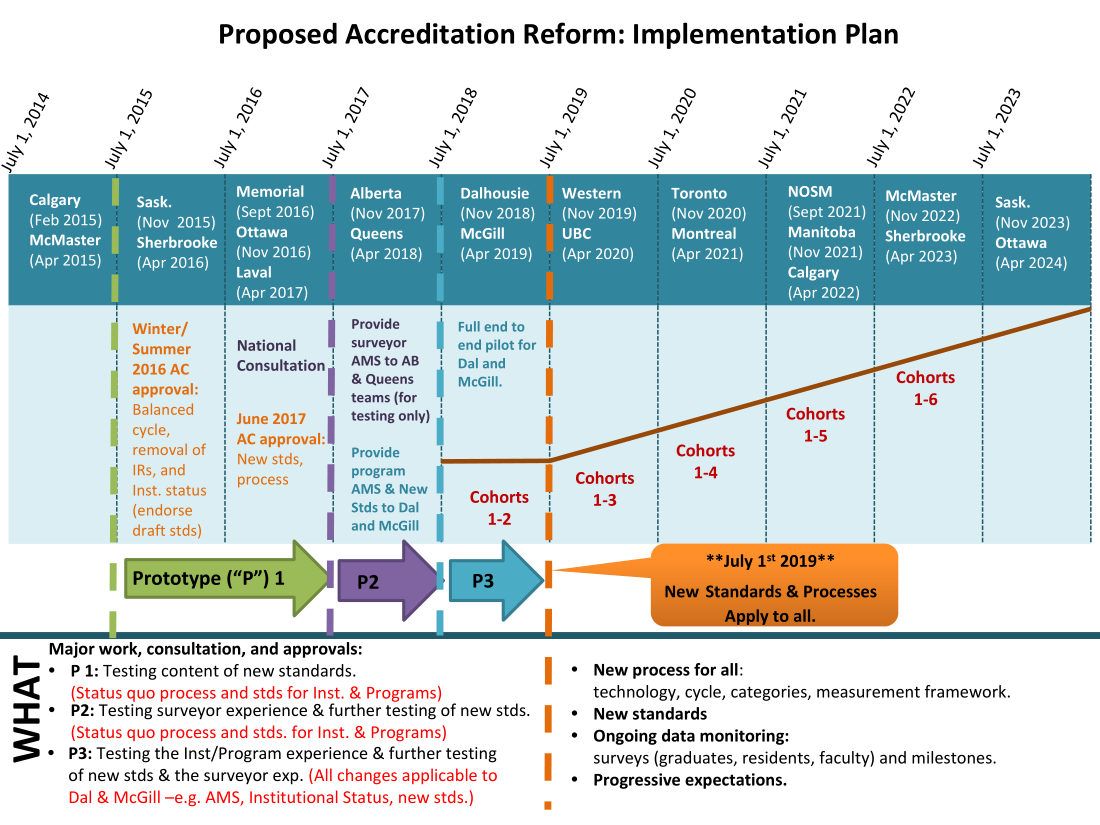 Proposed Accreditation Reform: Implementation Plan
July 1, 2014
July 1, 2015
July 1, 2016
July 1, 2017
July 1, 2018
July 1, 2019
July 1, 2020
July 1, 2021
July 1, 2022
July 1, 2023
Calgary
(Feb 2015)
McMaster
(Apr 2015)
Sask.
(Nov 2015)
Sherbrooke
(Apr 2016)
Memorial
(Sept 2016)
Ottawa
(Nov 2016)
Laval
(Apr 2017)
Alberta
(Nov 2017)
Queens
(Apr 2018)
Dalhousie
(Nov 2018)
McGill
(Apr 2019)
Western
(Nov 2019)
UBC
(Apr 2020)
Toronto
(Nov 2020)
Montreal
(Apr 2021)
NOSM
(Sept 2021)
Manitoba
(Nov 2021)
Calgary
(Apr 2022)
McMaster
(Nov 2022)
Sherbrooke
(Apr 2023)
Sask.
(Nov 2023)
Ottawa
(Apr 2024)
Winter/
Summer
2016 AC
approval:
Balanced
cycle,
removal of
IRs, and
Inst. status
(endorse
draft stds)
National
Consultation
June 2017
AC approval:
New stds,
process
Provide
surveyor
AMS to AB
& Queens
teams (for
testing only)
Provide
program
AMS & New
Stds to Dal
and McGill
Full end to
end pilot for
Dal and
McGill.
Cohorts
1-2
Cohorts
1-3
Cohorts
1-4
Cohorts
1-5
Cohorts
1-6
Prototype (“P”) 1
P2
P3
**July 1st 2019**
New Standards & Processes
Apply to all.
WHAT
Major work, consultation, and approvals:
• P 1: Testing content of new standards.
(Status quo process and stds for Inst. & Programs)
• P2: Testing surveyor experience & further testing of new stds.
(Status quo process and stds. for Inst. & Programs)
• P3: Testing the Inst/Program experience & further testing
of new stds & the surveyor exp. (All changes applicable to
Dal & McGill –e.g. AMS, Institutional Status, new stds.)
• New process for all:
technology, cycle, categories, measurement framework.
• New standards
• Ongoing data monitoring:
surveys (graduates, residents, faculty) and milestones.
• Progressive expectations.